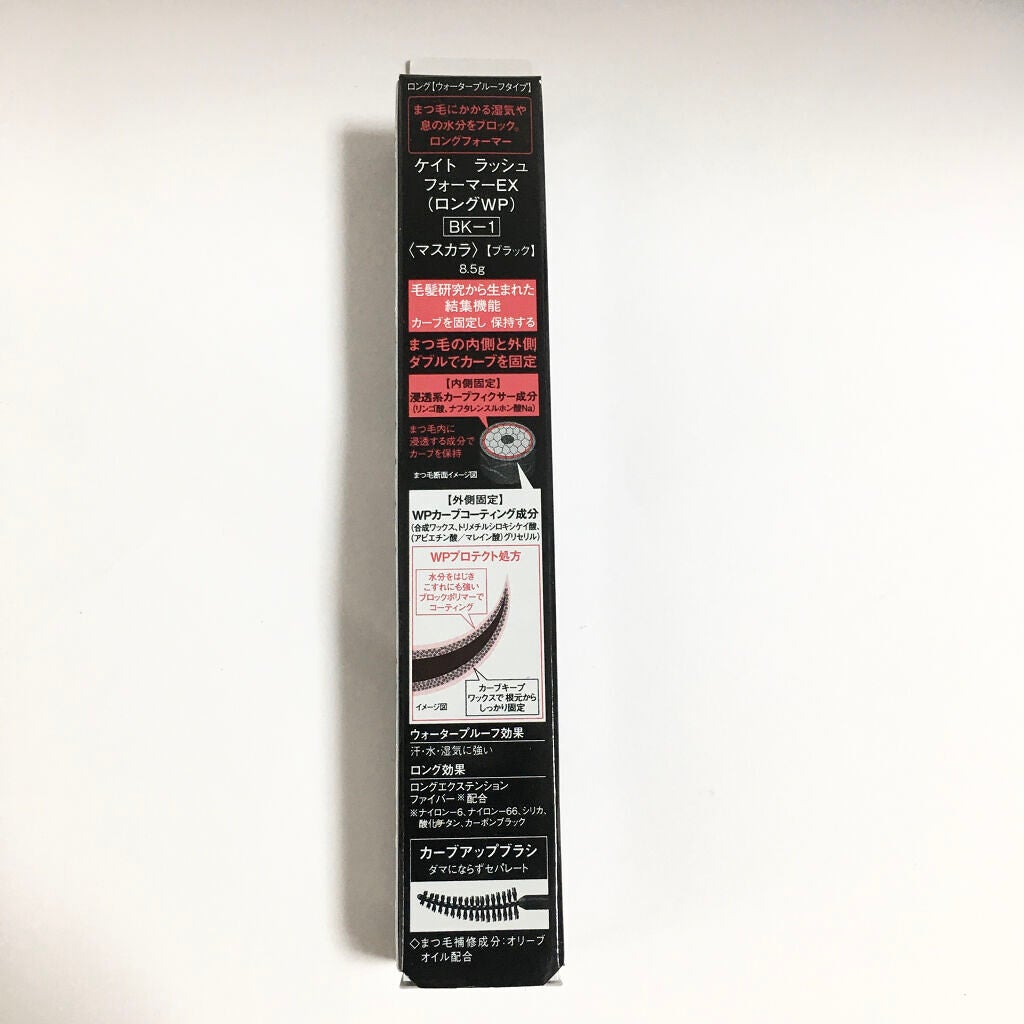 ロング【ウォータープルーフタイプ】
まつ毛にかかる湿気や
息の水分をブロック。
ロングフォーマー
ケイト ラッシュ
フォーマーEX
(ロングWP)
BK-1
〈マスカラ〉【ブラック】
8.5g
毛髪研究から生まれた
結集機能
カーブを固定し 保持する
まつ毛の内側と外側
ダブルでカーブを固定
【内側固定】
浸透系カーブフィクサー成分
(リンゴ酸、ナフタレンスルホン酸Na)
まつ毛内に
浸透する成分で
カーブを保持
まつ毛断面イメージ図
【外側固定】
WPカーブコーティング成分
(合成ワックス、トリメチルシロキシケイ酸、
(アビエチン酸/マレイン酸)グリセリル)
WPプロテクト処方
水分をはじき
こすれにも強い
ブロックポリマーで
コーティング
カーブキープ
ワックスで 根元から
しっかり固定
イメージ図
ウォータープルーフ効果
汗・水・湿気に強い
ロング効果
ロングエクステンション
ファイバー※配合
※ナイロン-6、ナイロン-66、シリカ、
酸化チタン、カーボンブラック
カーブアップブラシ
ダマにならずセパレート
◇まつ毛補修成分:オリーブ
オイル配合